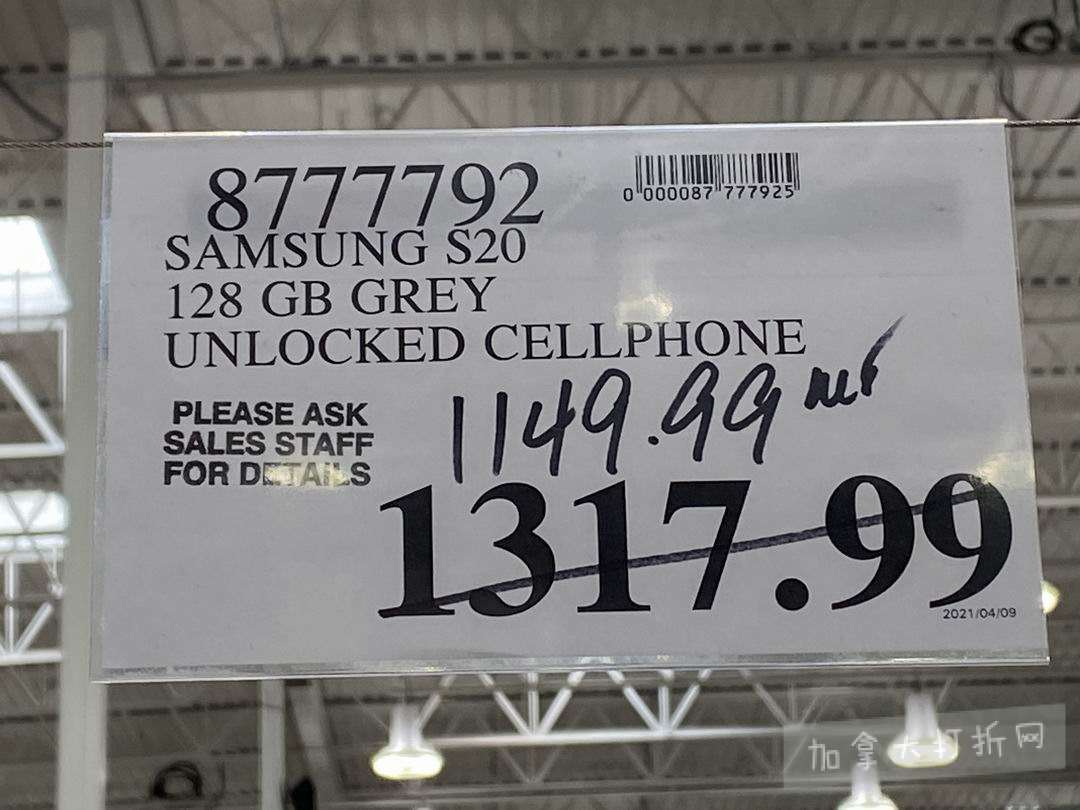 8777792
0 000087 777925
SAMSUNG S20
128 GB GREY
UNLOCKED CELLPHONE
1149.99 net
PLEASE ASK
SALES STAFF
FOR DETAILS
1317.99
2021/04/09
加拿大打折网